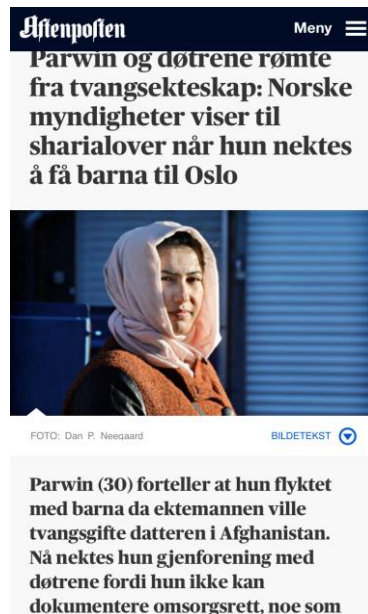 Aftenposten
Meny
Parwin og døtrene rømte
fra tvangsekteskap: Norske
myndigheter viser til
sharialover når hun nektes
å få barna til Oslo
FOTO: Dan P. Neegaard
BILDETEKST
Parwin (30) forteller at hun flyktet
med barna da ektemannen ville
tvangsgifte datteren i Afghanistan.
Nå nektes hun gjenforening med
døtrene fordi hun ikke kan
dokumentere omsorgsrett, noe som